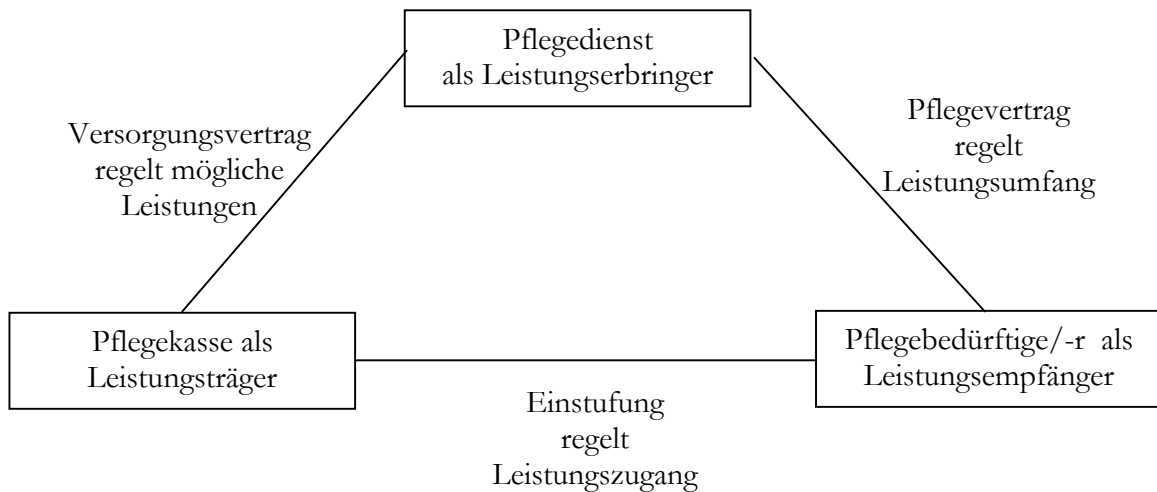 Pflegedienst
als Leistungserbringer
Versorgungsvertrag
regelt mögliche
Leistungen
Pflegevertrag
regelt
Leistungsumfang
Pflegekasse als
Leistungsträger
Pflegebedürftige/-r als
Leistungsempfänger
Einstufung
regelt
Leistungszugang